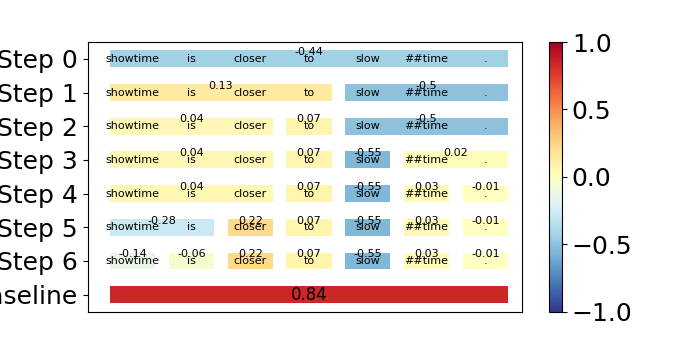 Step 0 showtime is closer -0.44 to slow ##time .
Step 1 showtime is 0.13 closer to slow -0.5 ##time .
Step 2 showtime 0.04 is closer 0.07 to slow -0.5 ##time .
Step 3 showtime 0.04 is closer 0.07 to -0.55 slow ##time 0.02 .
Step 4 showtime 0.04 is closer 0.07 to -0.55 slow 0.03 ##time -0.01 .
Step 5 showtime -0.28 is 0.22 closer 0.07 to -0.55 slow 0.03 ##time -0.01 .
Step 6 -0.14 showtime -0.06 is 0.22 closer 0.07 to -0.55 slow 0.03 ##time -0.01 .
aseline 0.84
1.0
0.5
0.0
−0.5
−1.0